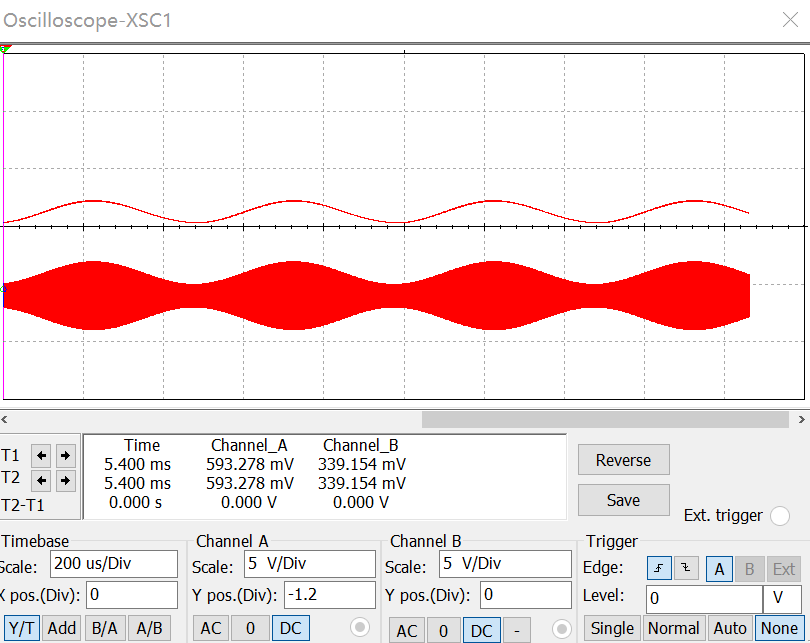 Oscilloscope-XSC1
Time Channel_A Channel_B
T1 5.400 ms 593.278 mV 339.154 mV
T2 5.400 ms 593.278 mV 339.154 mV
T2-T1 0.000 s 0.000 V 0.000 V
Reverse
Save
Ext. trigger
Timebase
Scale: 200 us/Div
X pos.(Div): 0
Y/T Add B/A A/B
Channel A
Scale: 5 V/Div
Y pos.(Div): -1.2
AC 0 DC
Channel B
Scale: 5 V/Div
Y pos.(Div): 0
AC 0 DC -
Trigger
Edge: A B Ext
Level: 0 V
Single Normal Auto None